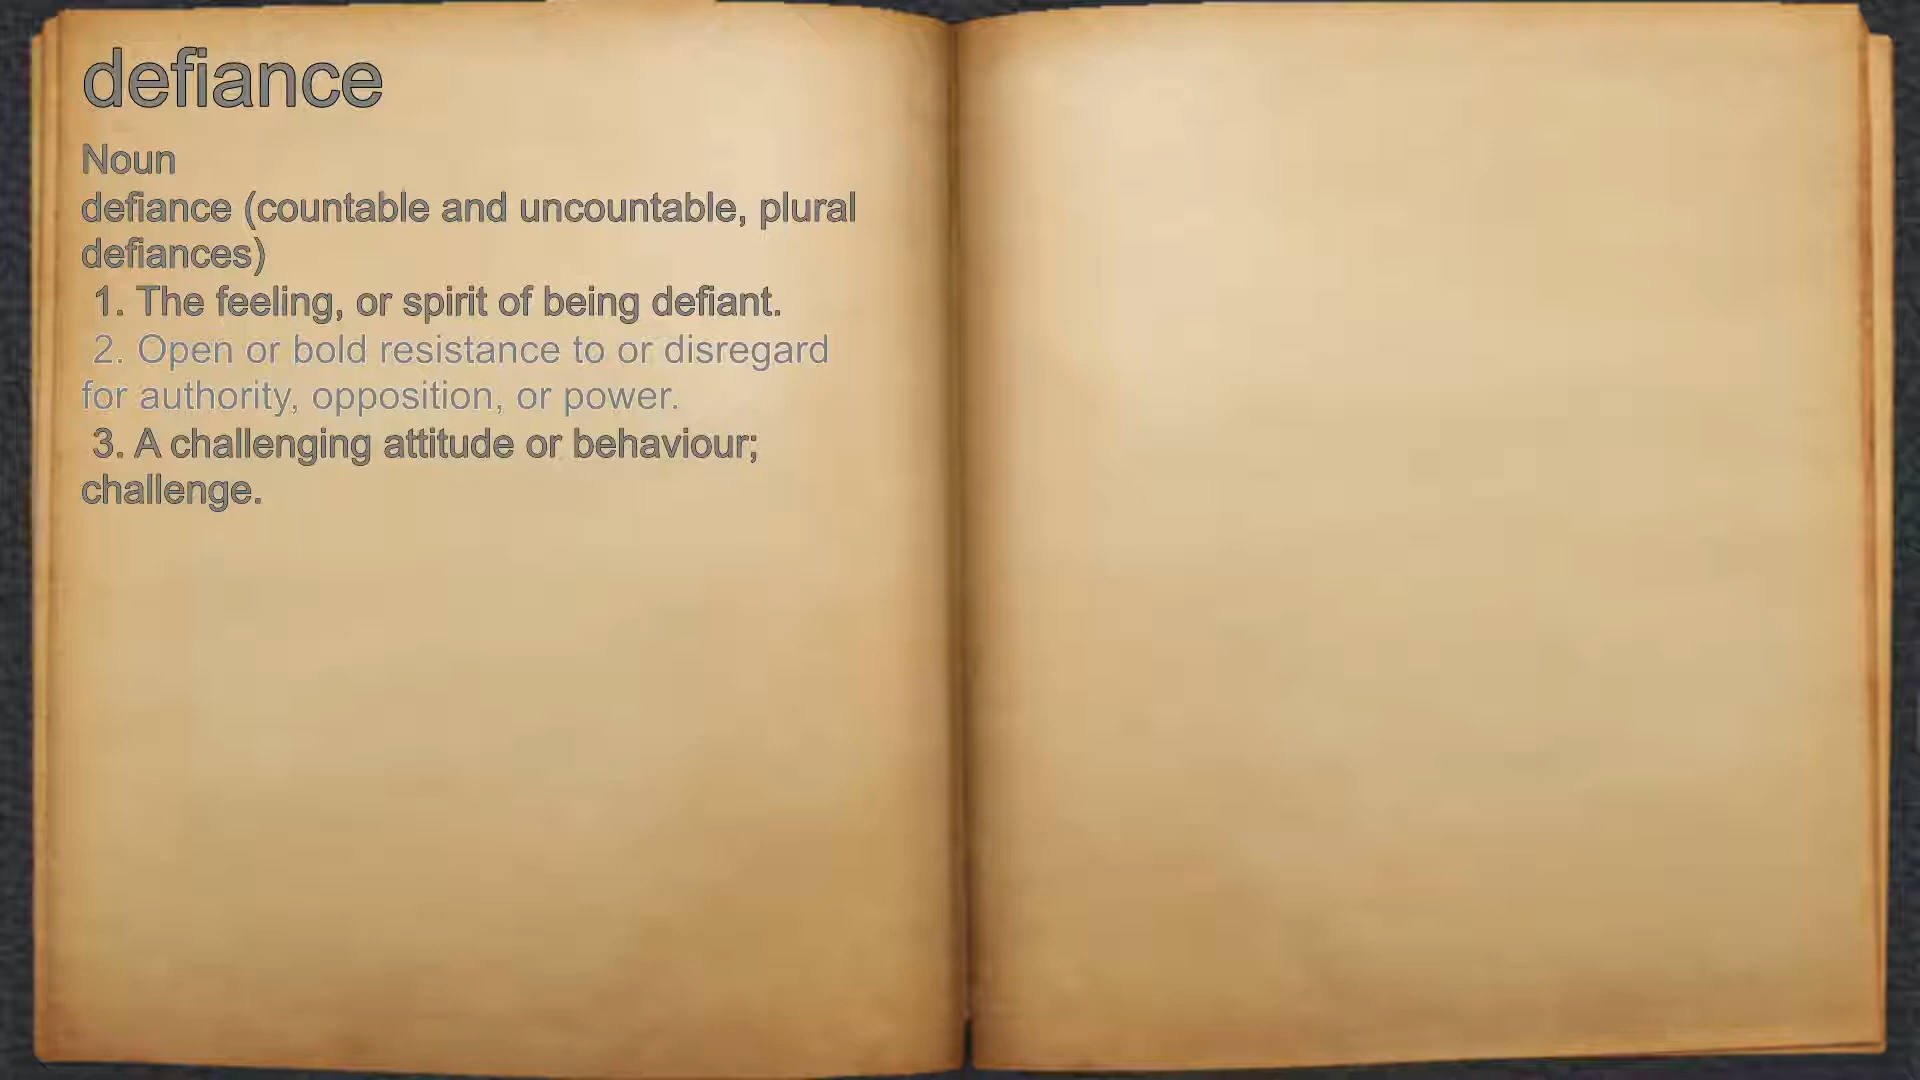 defiance
Noun
defiance (countable and uncountable, plural
defiances)
1. The feeling, or spirit of being defiant.
2. Open or bold resistance to or disregard
for authority, opposition, or power.
3. A challenging attitude or behaviour;
challenge.